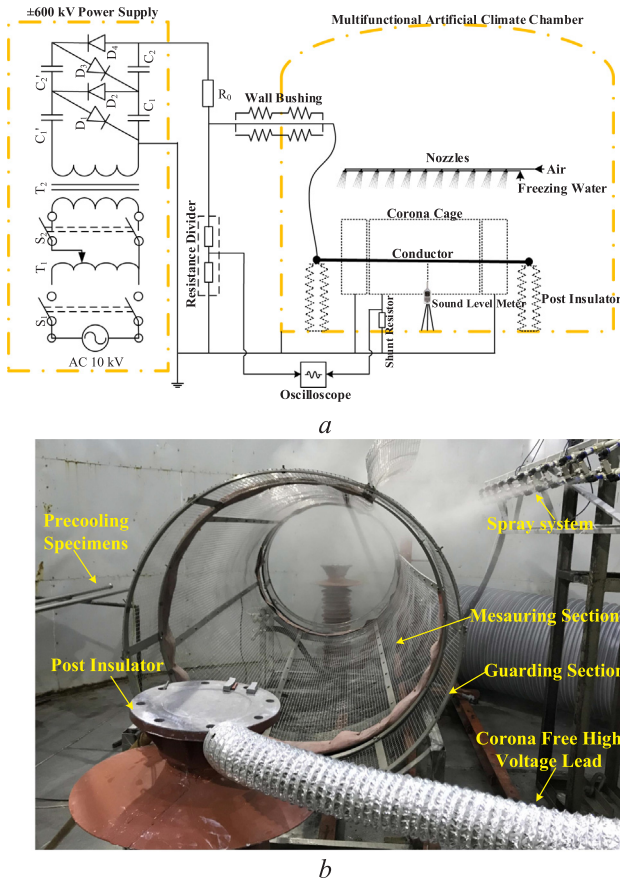 ±600 kV Power Supply
Multifunctional Artificial Climate Chamber
D4
C2'
D3
C2
D2
C1'
D1
C1
R0
Wall Bushing
T2
Nozzles
Air
Freezing Water
S2
Corona Cage
Resistance Divider
Conductor
T1
Sound Level Meter
Post Insulator
Shunt Resistor
S1
AC 10 kV
Oscilloscope
a
Precooling
Specimens
Spray system
Mesauring Section
Post Insulator
Guarding Section
Corona Free High
Voltage Lead
b